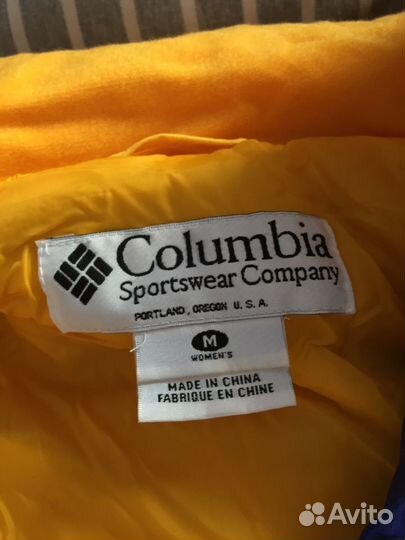 Columbia
Sportswear Company
PORTLAND, OREGON U.S.A.
M
WOMEN'S
MADE IN CHINA
FABRIQUE EN CHINE
Avito